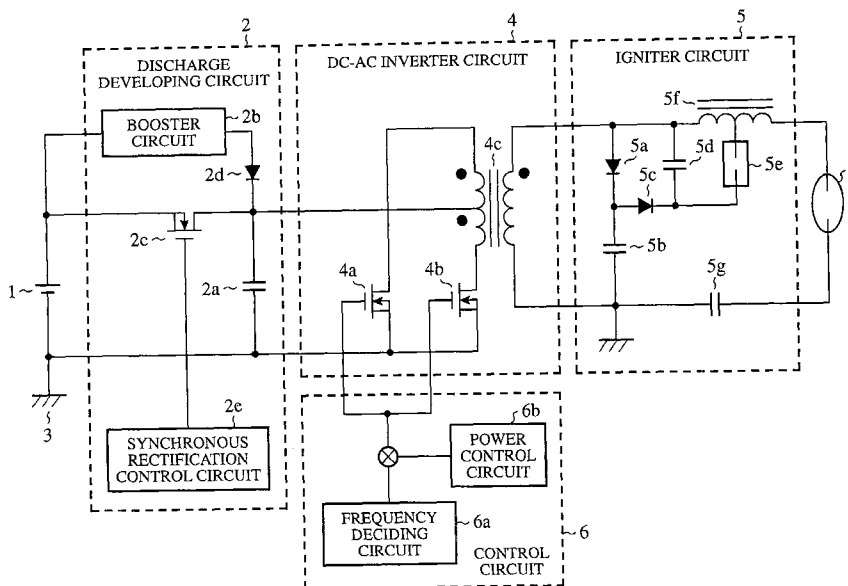 2
DISCHARGE
DEVELOPING CIRCUIT
2b
BOOSTER
CIRCUIT
2d
2c
2a
1
3
2e
SYNCHRONOUS
RECTIFICATION
CONTROL CIRCUIT
4
DC-AC INVERTER CIRCUIT
4c
4a
4b
5
IGNITER CIRCUIT
5f
5a
5d
5e
5c
5b
5g
6b
POWER
CONTROL
CIRCUIT
FREQUENCY
DECIDING
CIRCUIT
6a
CONTROL
CIRCUIT
6